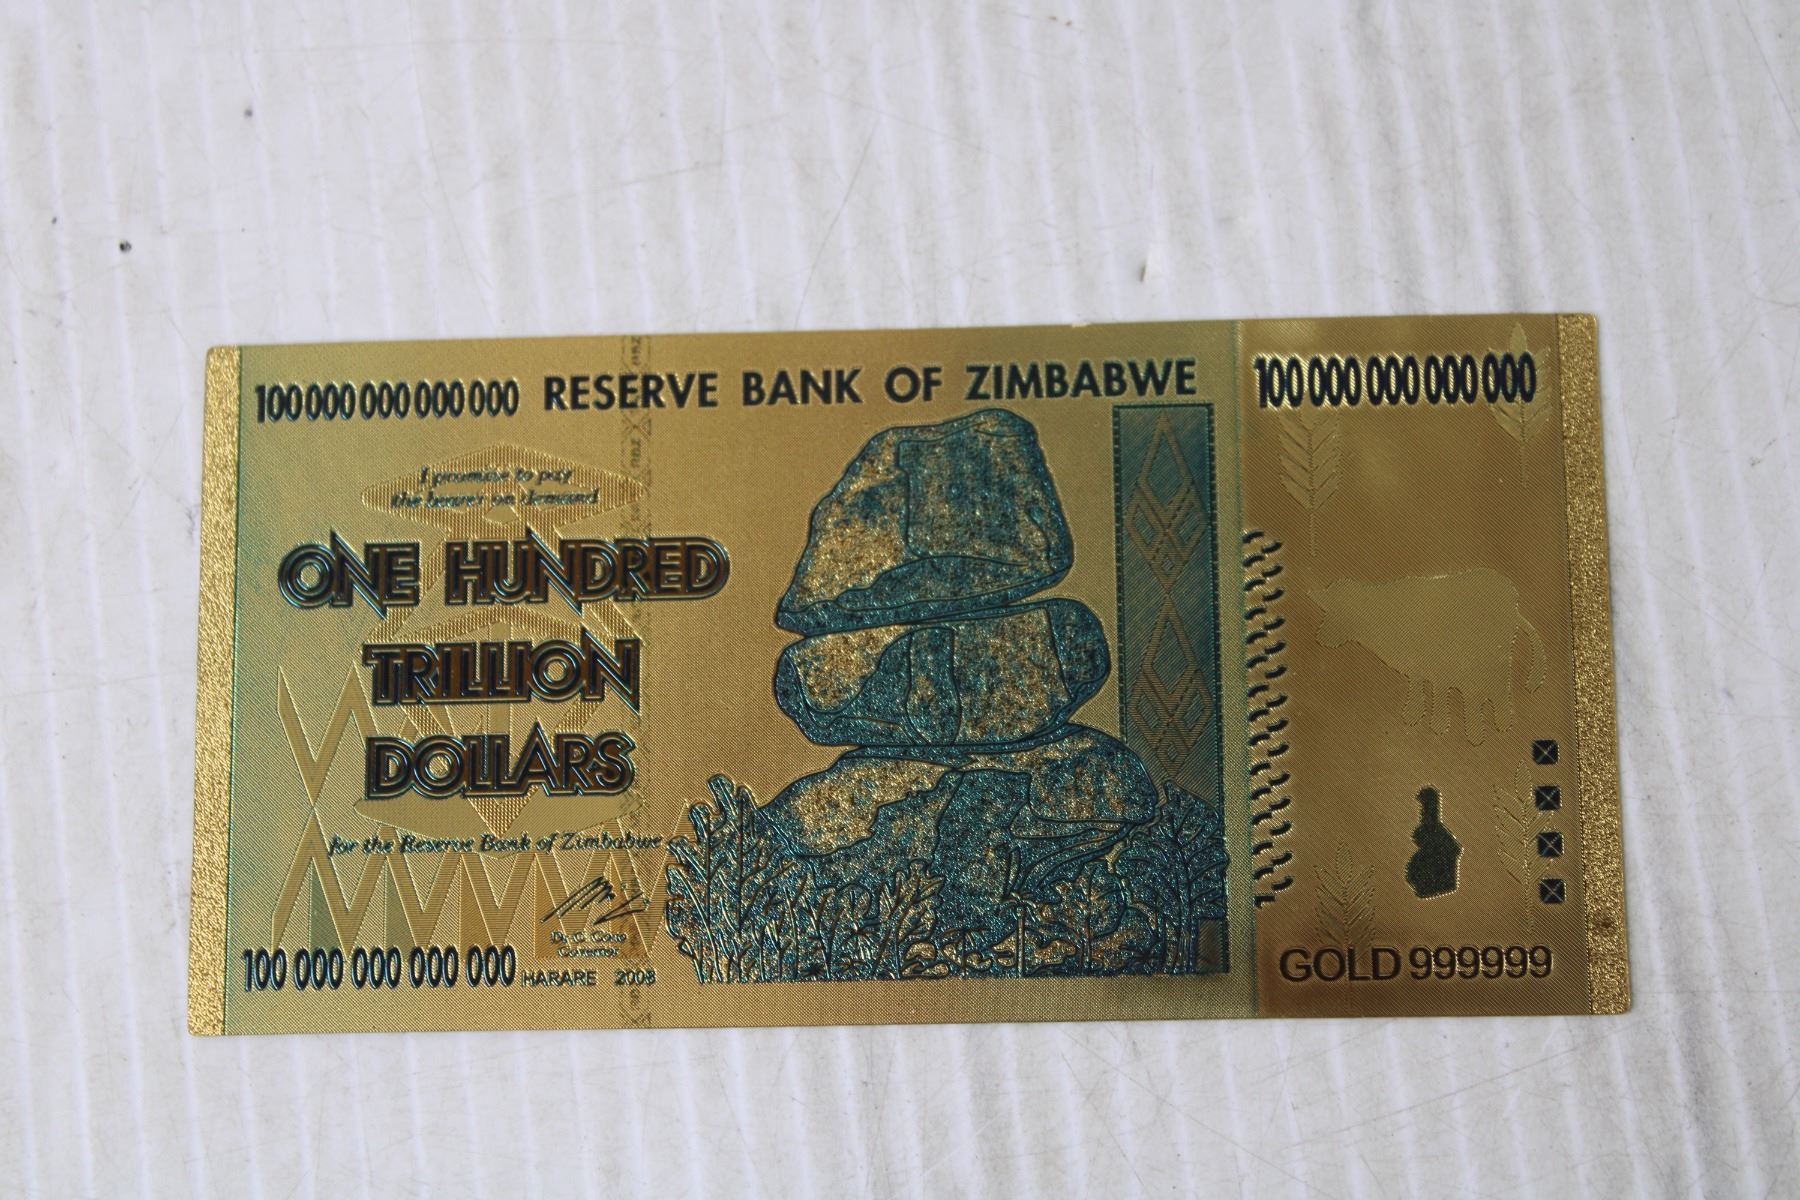 100 000 000 000 000 RESERVE BANK OF ZIMBABWE 100 000 000 000 000
I promise to pay
the bearer on demand
ONE HUNDRED
TRILLION
DOLLARS
for the Reserve Bank of Zimbabwe
Dr. G. Gono
Governor
100 000 000 000 000 HARARE 2008
GOLD 999999